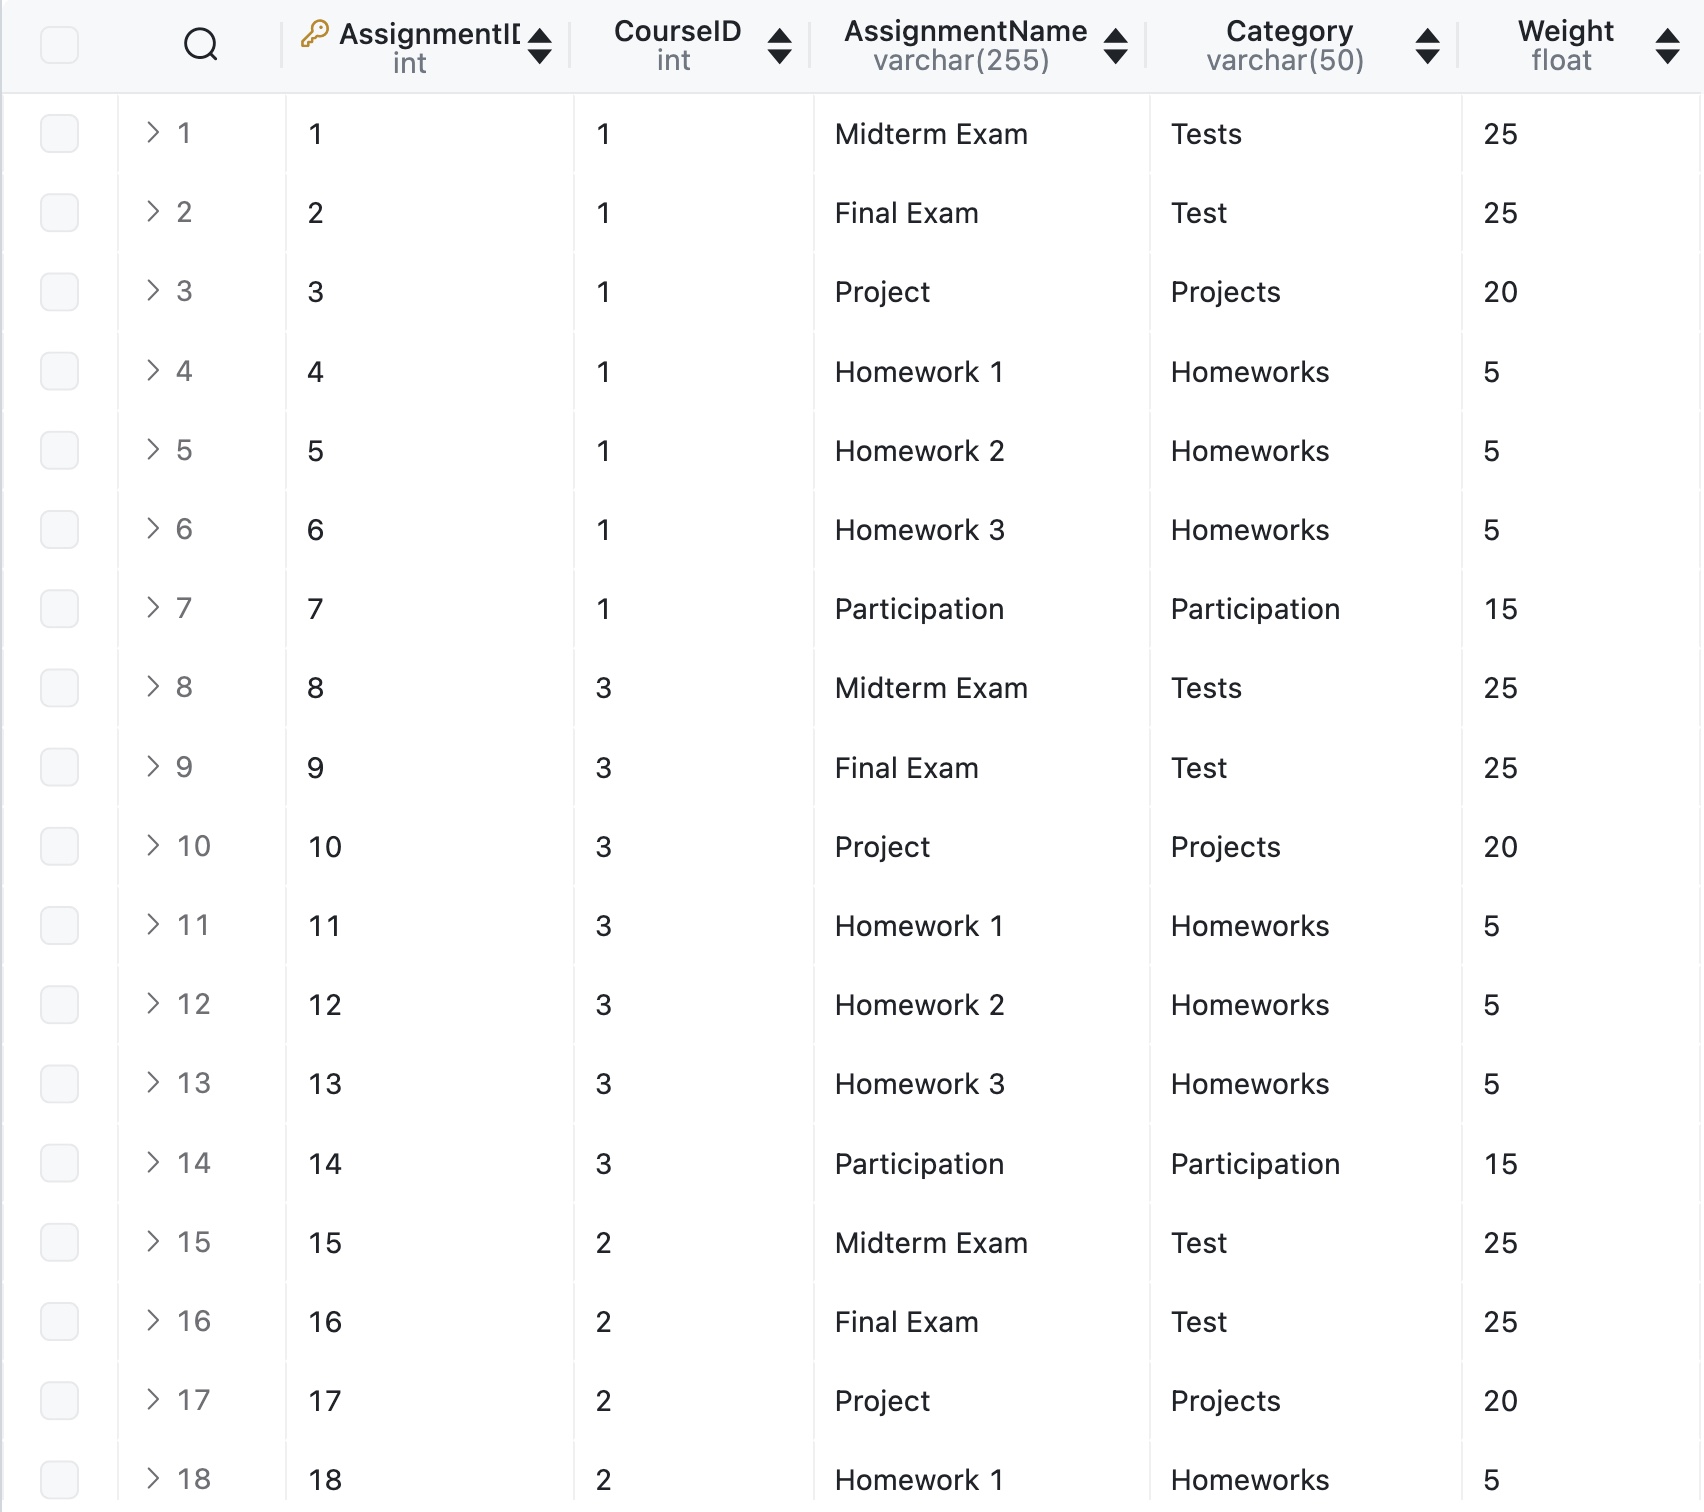 AssignmentID CourseID AssignmentName Category Weight
int int varchar(255) varchar(50) float
1 1 1 Midterm Exam Tests 25
2 2 1 Final Exam Test 25
3 3 1 Project Projects 20
4 4 1 Homework 1 Homeworks 5
5 5 1 Homework 2 Homeworks 5
6 6 1 Homework 3 Homeworks 5
7 7 1 Participation Participation 15
8 8 3 Midterm Exam Tests 25
9 9 3 Final Exam Test 25
10 10 3 Project Projects 20
11 11 3 Homework 1 Homeworks 5
12 12 3 Homework 2 Homeworks 5
13 13 3 Homework 3 Homeworks 5
14 14 3 Participation Participation 15
15 15 2 Midterm Exam Test 25
16 16 2 Final Exam Test 25
17 17 2 Project Projects 20
18 18 2 Homework 1 Homeworks 5